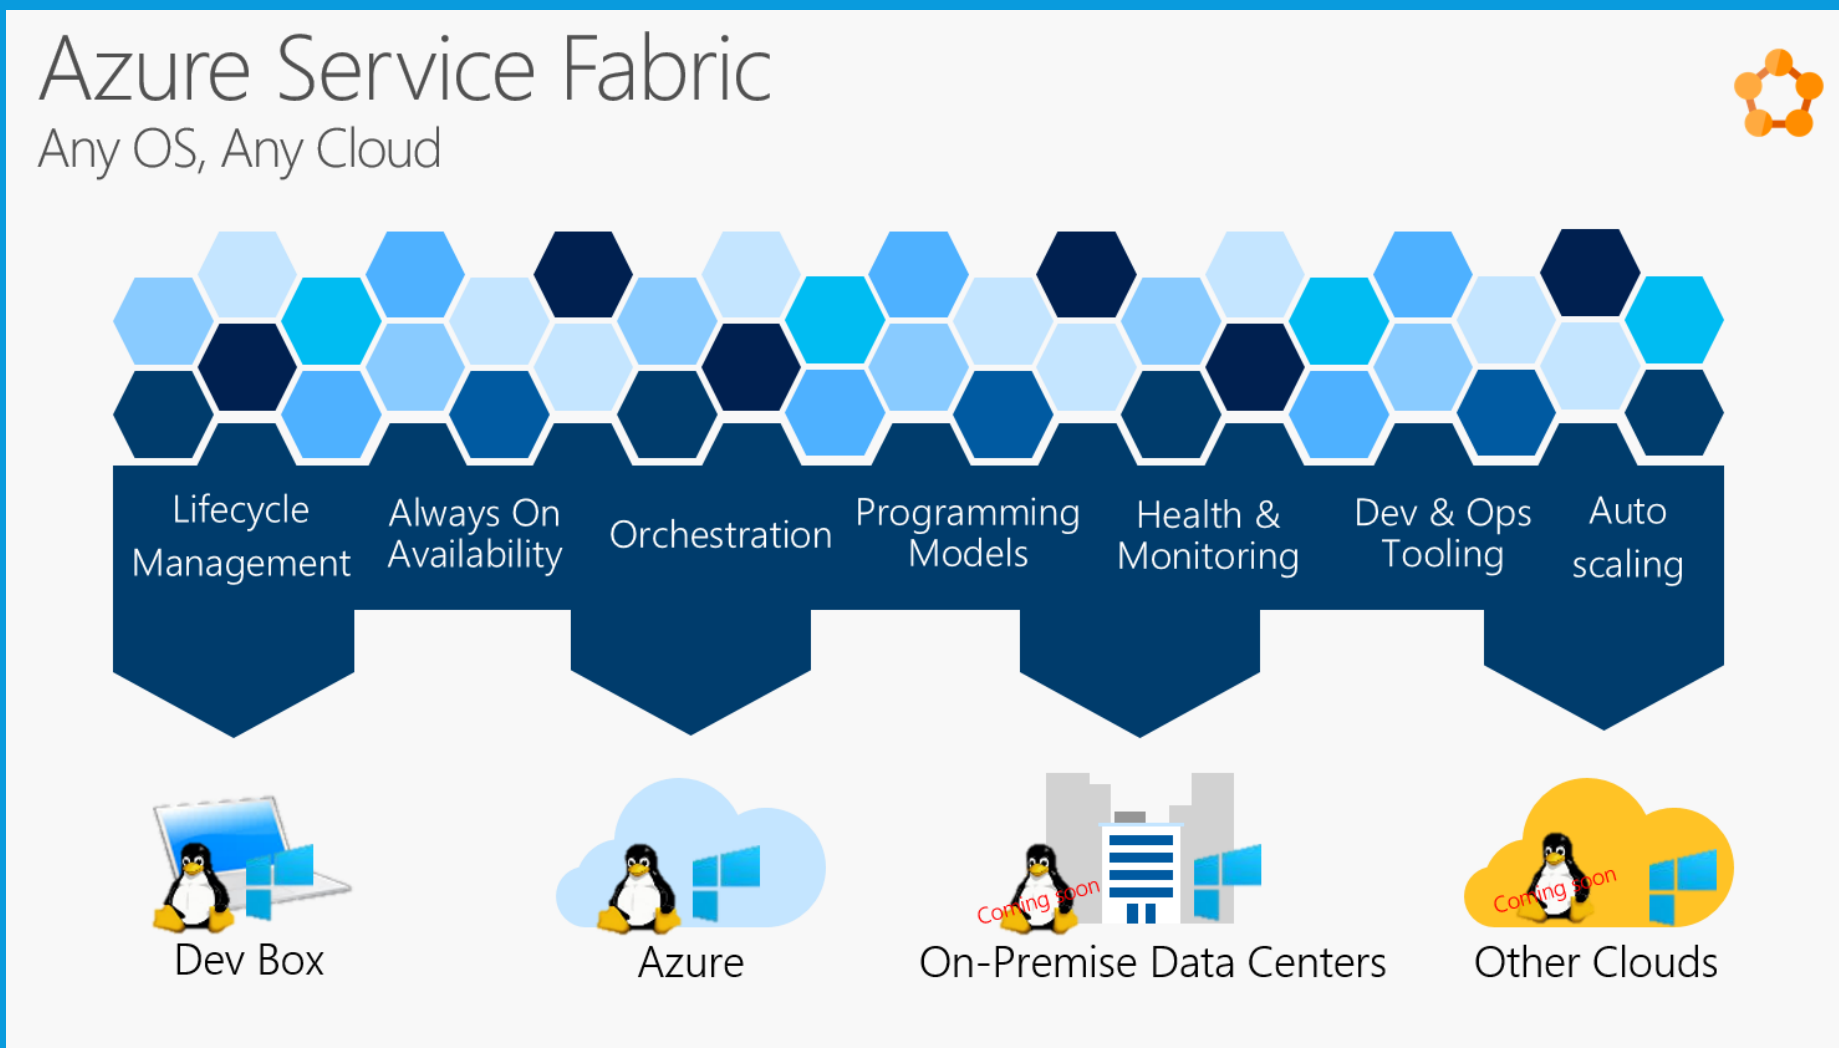 Azure Service Fabric
Any OS, Any Cloud
Lifecycle
Management
Always On
Availability
Orchestration
Programming
Models
Health &
Monitoring
Dev & Ops
Tooling
Auto
scaling
Coming soon
Coming soon
Dev Box
Azure
On-Premise Data Centers
Other Clouds